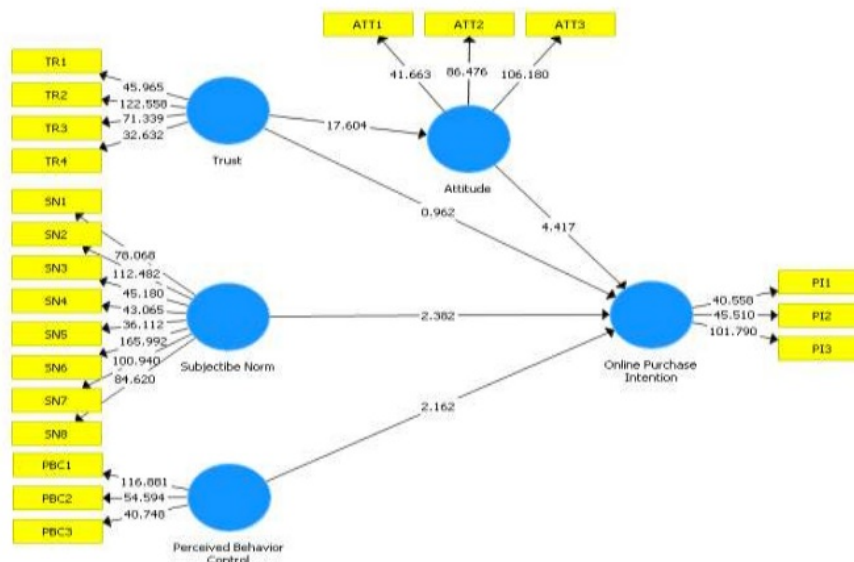 ATT1
ATT2
ATT3
41.663
86.476
106.180
TR1
TR2
TR3
TR4
45.965
122.558
71.339
32.632
Trust
17.604
Attitude
0.962
4.417
SN1
SN2
SN3
SN4
SN5
SN6
SN7
SN8
78.068
112.482
45.180
43.065
36.112
165.992
100.940
84.620
Subjectibe Norm
2.382
Online Purchase
Intention
40.558
45.510
101.790
PI1
PI2
PI3
2.162
PBC1
PBC2
PBC3
116.881
54.594
40.748
Perceived Behavior
Control